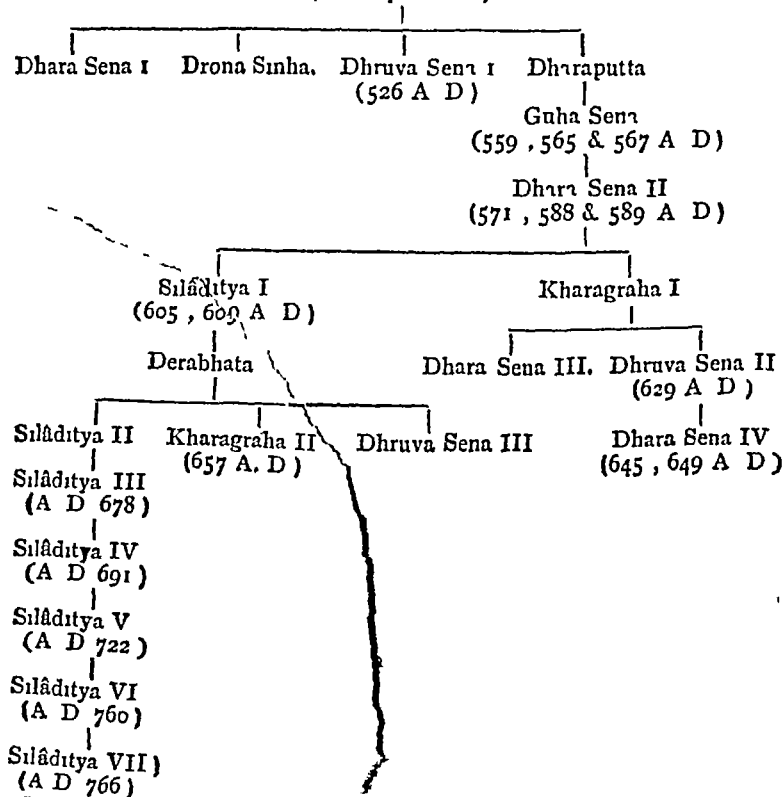 Dhara Sena I Drona Sinha. Dhruva Sena I Dharaputta
(526 A D)
Guha Sena
(559, 565 & 567 A D)
Dhara Sena II
(571, 588 & 589 A D)
Silâditya I Kharagraha I
(605, 609 A D)
Derabhata Dhara Sena III. Dhruva Sena II
(629 A D)
Silâditya II Kharagraha II Dhruva Sena III Dhara Sena IV
(657 A. D) (645, 649 A D)
Silâditya III
(A D 678)
Silâditya IV
(A D 691)
Silâditya V
(A D 722)
Silâditya VI
(A D 760)
Silâditya VII)
(A D 766)